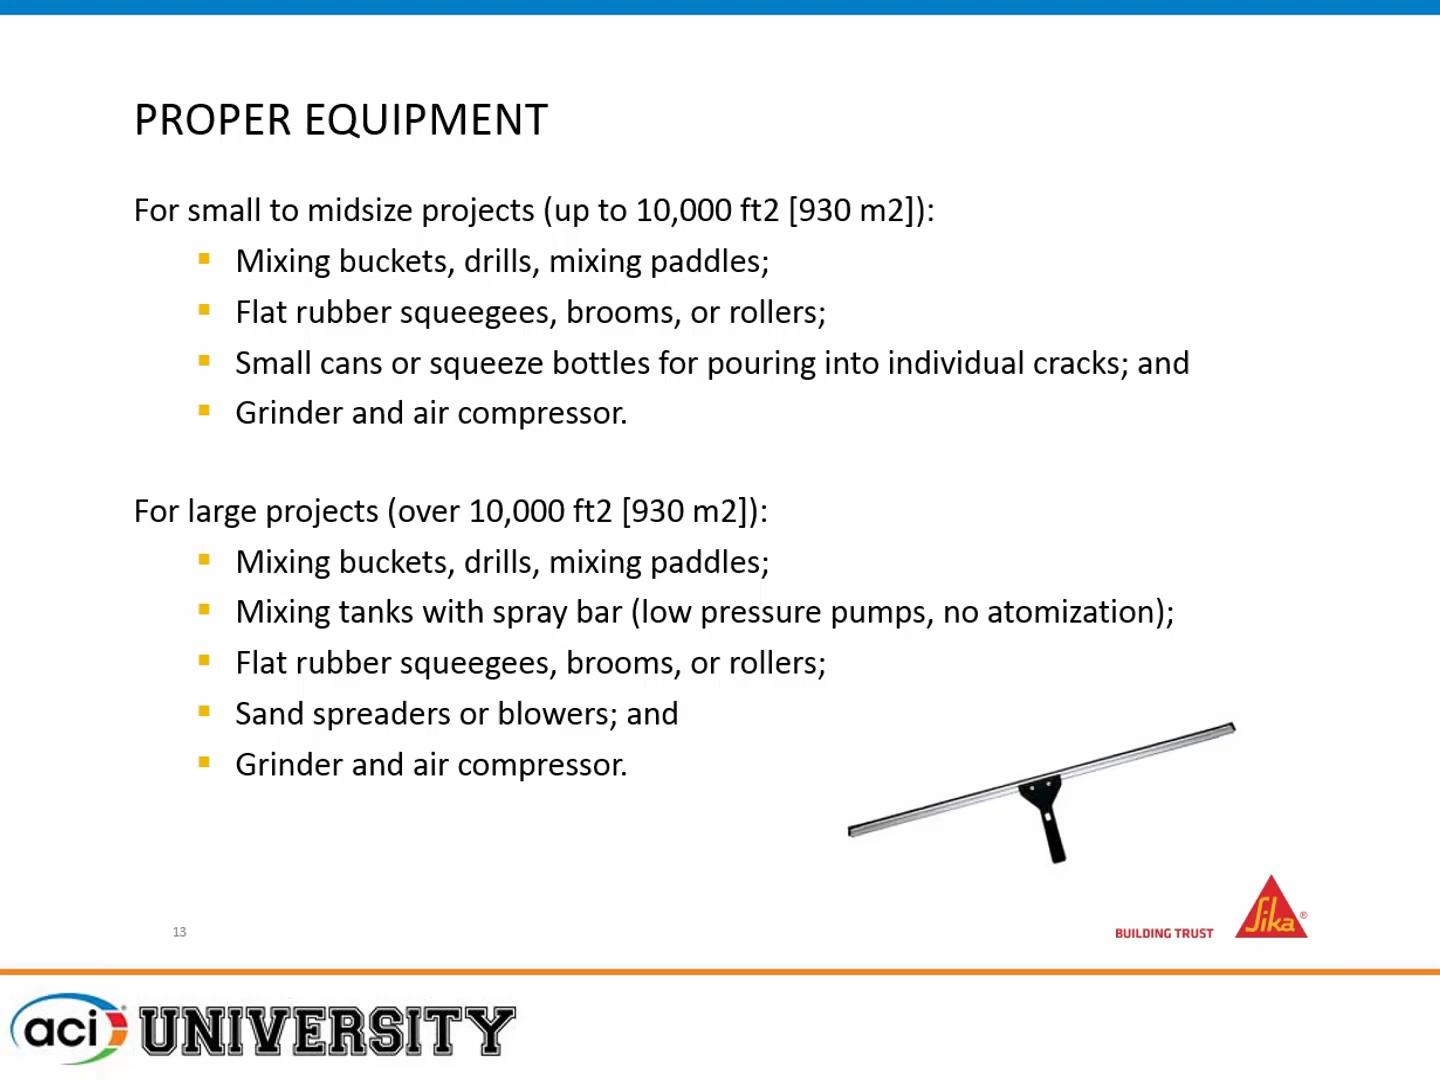 PROPER EQUIPMENT
For small to midsize projects (up to 10,000 ft2 [930 m2]):
Mixing buckets, drills, mixing paddles;
Flat rubber squeegees, brooms, or rollers;
Small cans or squeeze bottles for pouring into individual cracks; and
Grinder and air compressor.
For large projects (over 10,000 ft2 [930 m2]):
Mixing buckets, drills, mixing paddles;
Mixing tanks with spray bar (low pressure pumps, no atomization);
Flat rubber squeegees, brooms, or rollers;
Sand spreaders or blowers; and
Grinder and air compressor.
13
BUILDING TRUST
Sika®
aci UNIVERSITY